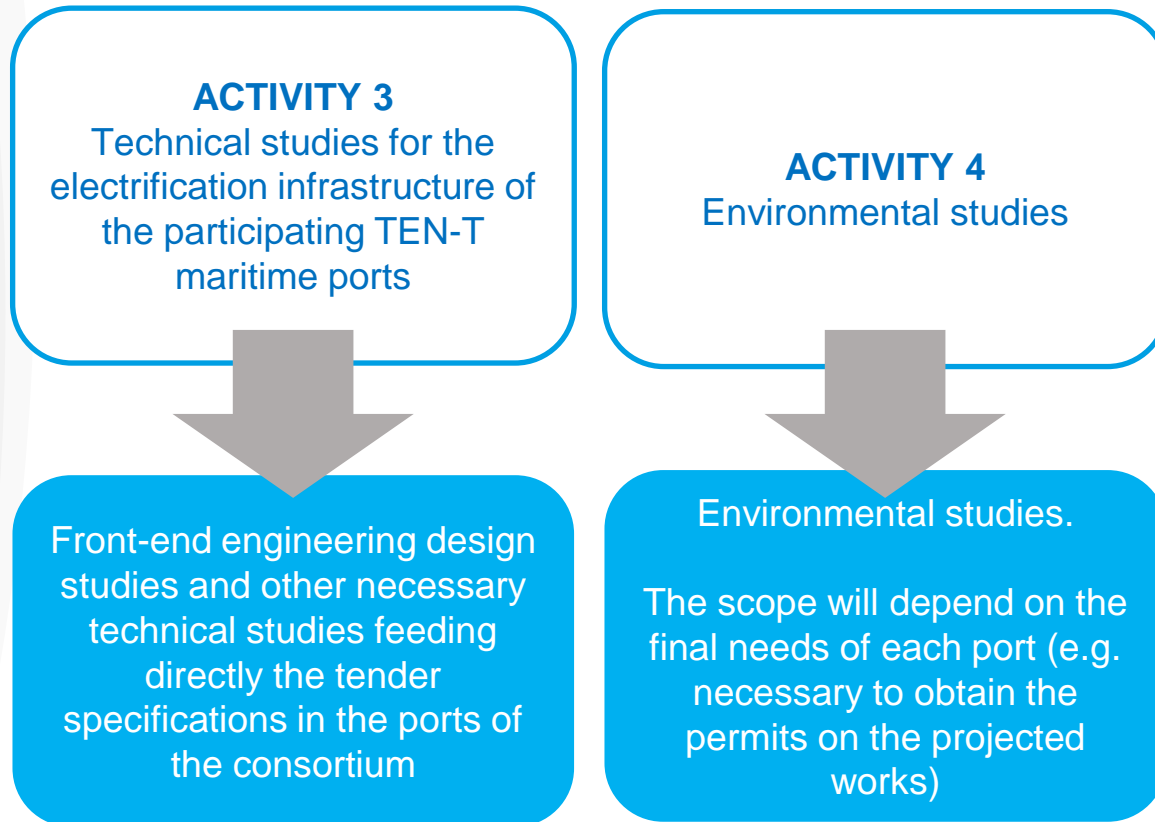 ACTIVITY 3
Technical studies for the
electrification infrastructure of
the participating TEN-T
maritime ports
ACTIVITY 4
Environmental studies
Front-end engineering design
studies and other necessary
technical studies feeding
directly the tender
specifications in the ports of
the consortium
Environmental studies.
The scope will depend on the
final needs of each port (e.g.
necessary to obtain the
permits on the projected
works)